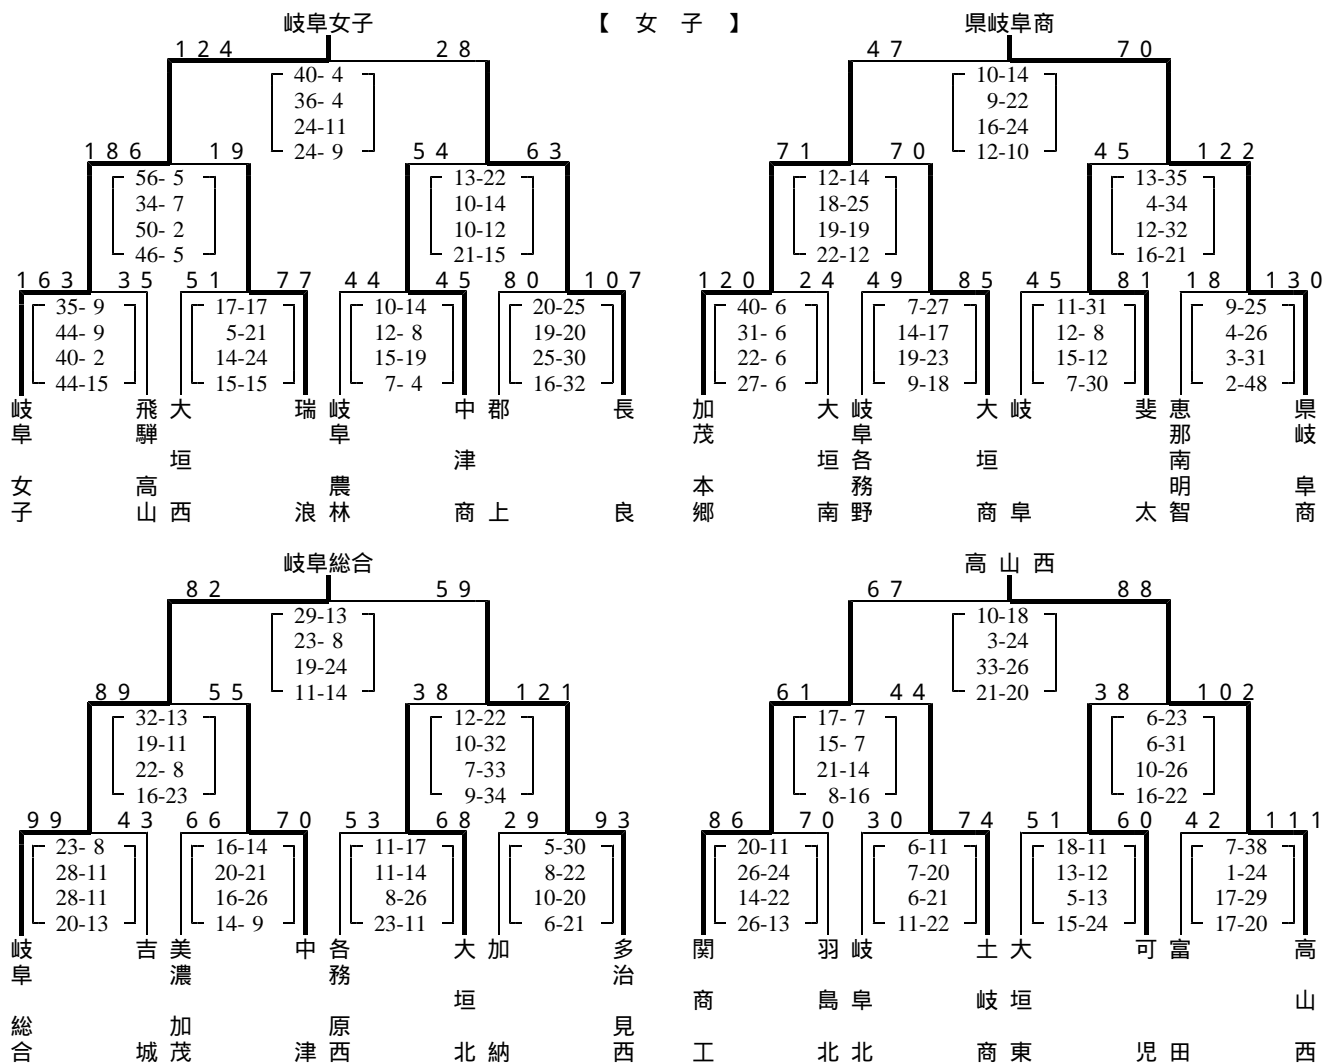 岐阜女子 【 女 子 】 県岐阜商
124 28 47 70
40- 4 10-14
36- 4 9-22
24-11 16-24
24- 9 12-10
186 19 54 63 71 70 45 122
56- 5 13-22 12-14 13-35
34- 7 10-14 18-25 4-34
50- 2 10-12 19-19 12-32
46- 5 21-15 22-12 16-21
163 35 51 77 44 45 80 107 120 24 49 85 45 81 18 130
35- 9 17-17 10-14 20-25 40- 6 7-27 11-31 9-25
44- 9 5-21 12- 8 19-20 31- 6 14-17 12- 8 4-26
40- 2 14-24 15-19 25-30 22- 6 19-23 15-12 3-31
44-15 15-15 7- 4 16-32 27- 6 9-18 7-30 2-48
岐阜女子 飛騨高山 大垣西 瑞浪 岐阜農林 中津商 郡上 長良 加茂本郷 大垣南 岐阜各務野 大垣商 岐阜 斐太 恵那南明智 県岐阜商
岐阜総合 高山西
82 59 67 88
29-13 10-18
23- 8 3-24
19-24 33-26
11-14 21-20
89 55 38 121 61 44 38 102
32-13 12-22 17- 7 6-23
19-11 10-32 15- 7 6-31
22- 8 7-33 21-14 10-26
16-23 9-34 8-16 16-22
99 43 66 70 53 68 29 93 86 70 30 74 51 60 42 111
23- 8 16-14 11-17 5-30 20-11 6-11 18-11 7-38
28-11 20-21 11-14 8-22 26-24 7-20 13-12 1-24
28-11 16-26 8-26 10-20 14-22 6-21 5-13 17-29
20-13 14- 9 23-11 6-21 26-13 11-22 15-24 17-20
岐阜総合 吉城 美濃加茂 中津 各務原西 大垣北 加納 多治見西 関商工 羽島北 岐阜北 土岐商 大垣東 可児 富田 高山西